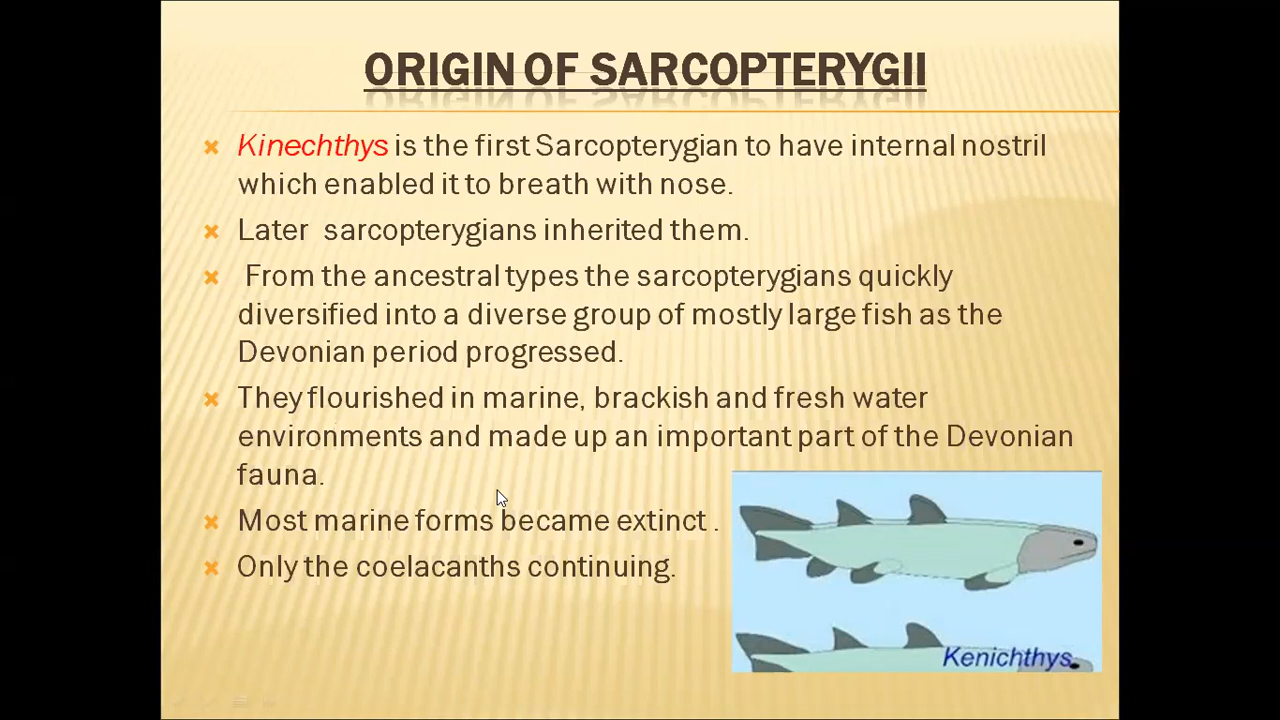 ORIGIN OF SARCOPTERYGII
Kinechthys is the first Sarcopterygian to have internal nostril
which enabled it to breath with nose.
Later sarcopterygians inherited them.
From the ancestral types the sarcopterygians quickly
diversified into a diverse group of mostly large fish as the
Devonian period progressed.
They flourished in marine, brackish and fresh water
environments and made up an important part of the Devonian
fauna.
Most marine forms became extinct .
Only the coelacanths continuing.
Kenichthys